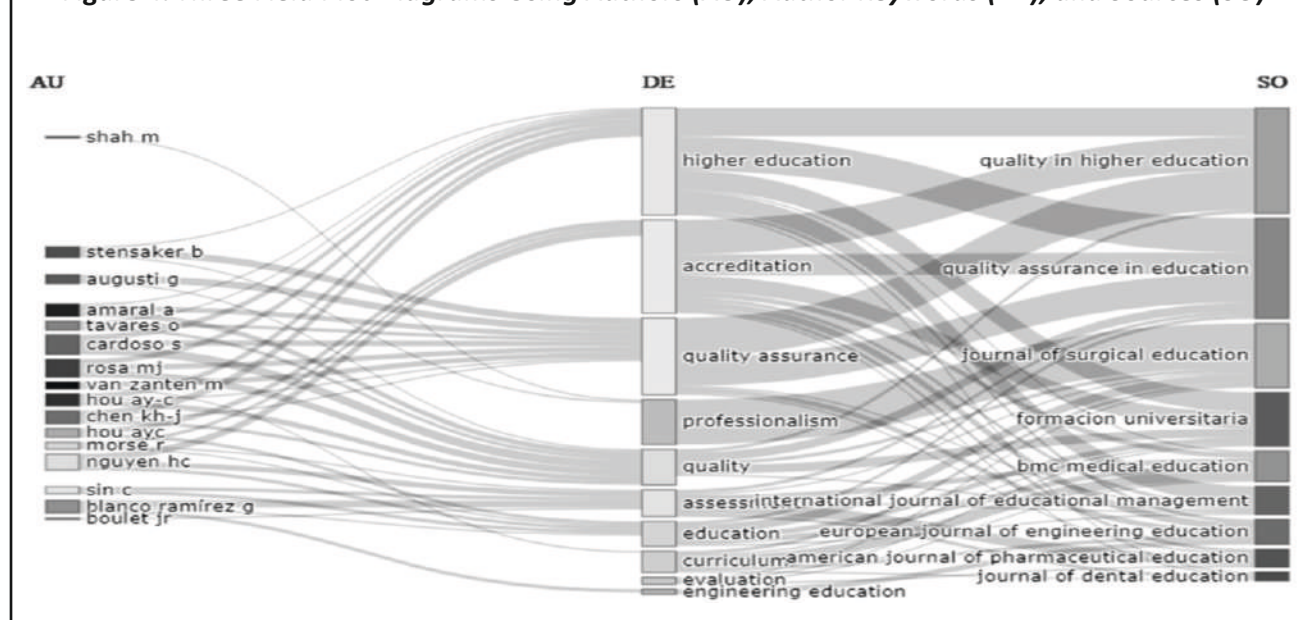 AU
DE
SO
shah m
stensaker b
augusti g
amaral a
tavares o
cardoso s
rosa mj
van zanten m
hou ay-c
chen kh-j
hou ayc
morse r
nguyen hc
sin c
blanco ramírez g
boulet jr
higher education
accreditation
quality assurance
professionalism
quality
education
curriculum
evaluation
engineering education
quality in higher education
quality assurance in education
journal of surgical education
formacion universitaria
bmc medical education
international journal of educational management
european journal of engineering education
american journal of pharmaceutical education
journal of dental education